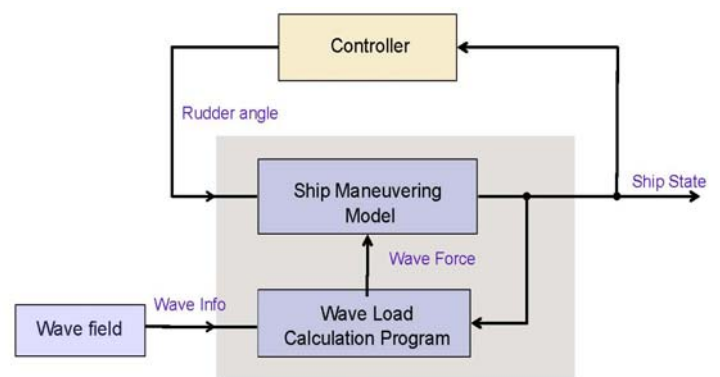 Controller
Rudder angle
Ship Maneuvering
Model
Ship State
Wave Force
Wave Info
Wave field
Wave Load
Calculation Program